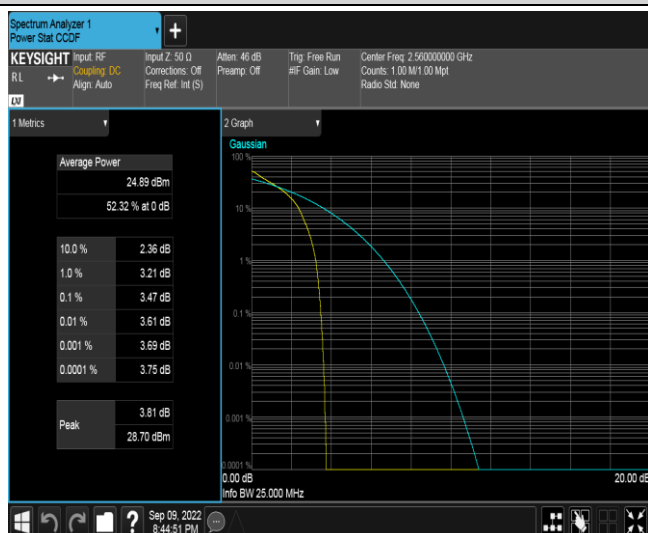 Spectrum Analyzer 1
Power Stat CCDF
KEYSIGHT
RL
Input: RF
Coupling: DC
Align: Auto
Input Z: 50 Ω
Corrections: Off
Freq Ref: Int (S)
Atten: 46 dB
Preamp: Off
Trig: Free Run
#IF Gain: Low
Center Freq: 2.560000000 GHz
Counts: 1.00 M/1.00 Mpt
Radio Std: None
LXI
1 Metrics
Average Power
24.89 dBm
52.32 % at 0 dB
10.0 % 2.36 dB
1.0 % 3.21 dB
0.1 % 3.47 dB
0.01 % 3.61 dB
0.001 % 3.69 dB
0.0001 % 3.75 dB
Peak
3.81 dB
28.70 dBm
2 Graph
Gaussian
100 %
10 %
1 %
0.1 %
0.01 %
0.001 %
0.0001 %
0.00 dB
20.00 dB
Info BW 25.000 MHz
?
Sep 09, 2022
8:44:51 PM